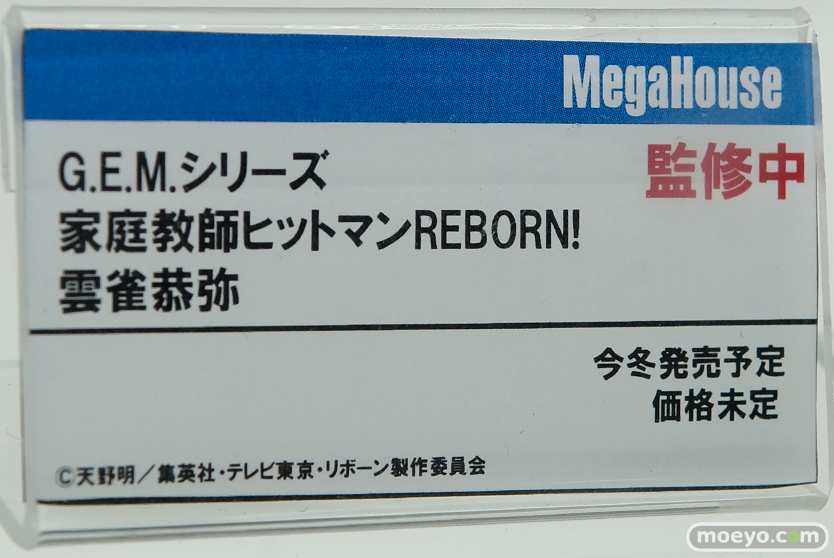 MegaHouse
監修中
G.E.M.シリーズ
家庭教師ヒットマンREBORN!
雲雀恭弥
今冬発売予定
価格未定
©天野明／集英社・テレビ東京・リボーン製作委員会
moeyo.com